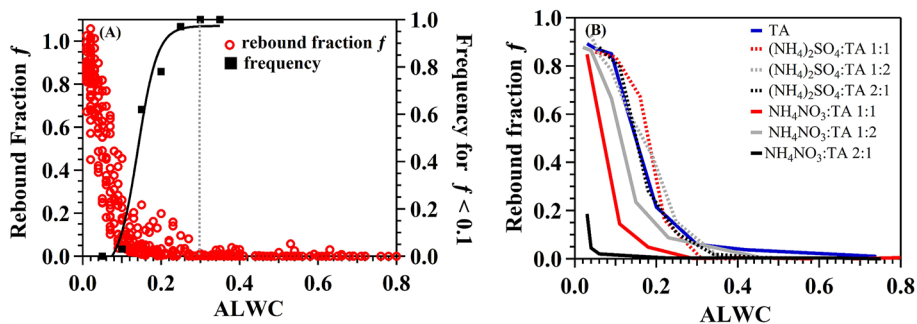 (A)
Rebound Fraction f
1.0
0.8
0.6
0.4
0.2
0.0
rebound fraction f
frequency
1.0
0.8
0.6
0.4
0.2
0.0
Frequency for f < 0.1
0.0 0.2 0.4 0.6 0.8
ALWC
(B)
Rebound fraction f
1.0
0.8
0.6
0.4
0.2
0.0
TA
(NH₄)₂SO₄:TA 1:1
(NH₄)₂SO₄:TA 1:2
(NH₄)₂SO₄:TA 2:1
NH₄NO₃:TA 1:1
NH₄NO₃:TA 1:2
NH₄NO₃:TA 2:1
0.0 0.2 0.4 0.6 0.8
ALWC